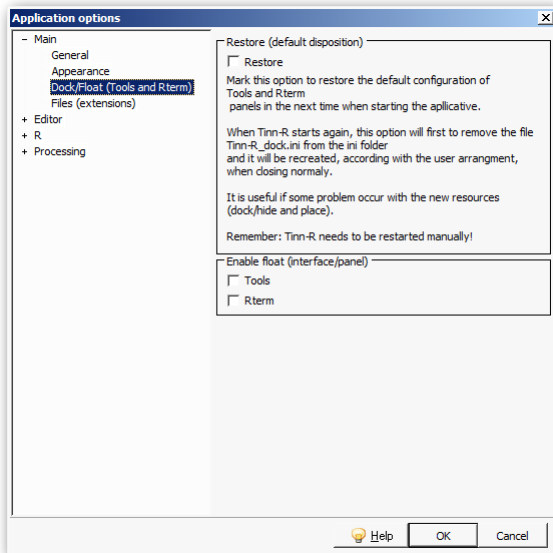 Application options
Main
General
Appearance
Dock/Float (Tools and Rterm)
Files (extensions)
Editor
R
Processing
Restore (default disposition)
Restore
Mark this option to restore the default configuration of
Tools and Rterm
panels in the next time when starting the apllicative.
When Tinn-R starts again, this option will first to remove the file
Tinn-R_dock.ini from the ini folder
and it will be recreated, according with the user arrangment,
when closing normaly.
It is useful if some problem occur with the new resources
(dock/hide and place).
Remember: Tinn-R needs to be restarted manually!
Enable float (interface/panel)
Tools
Rterm
Help
OK
Cancel